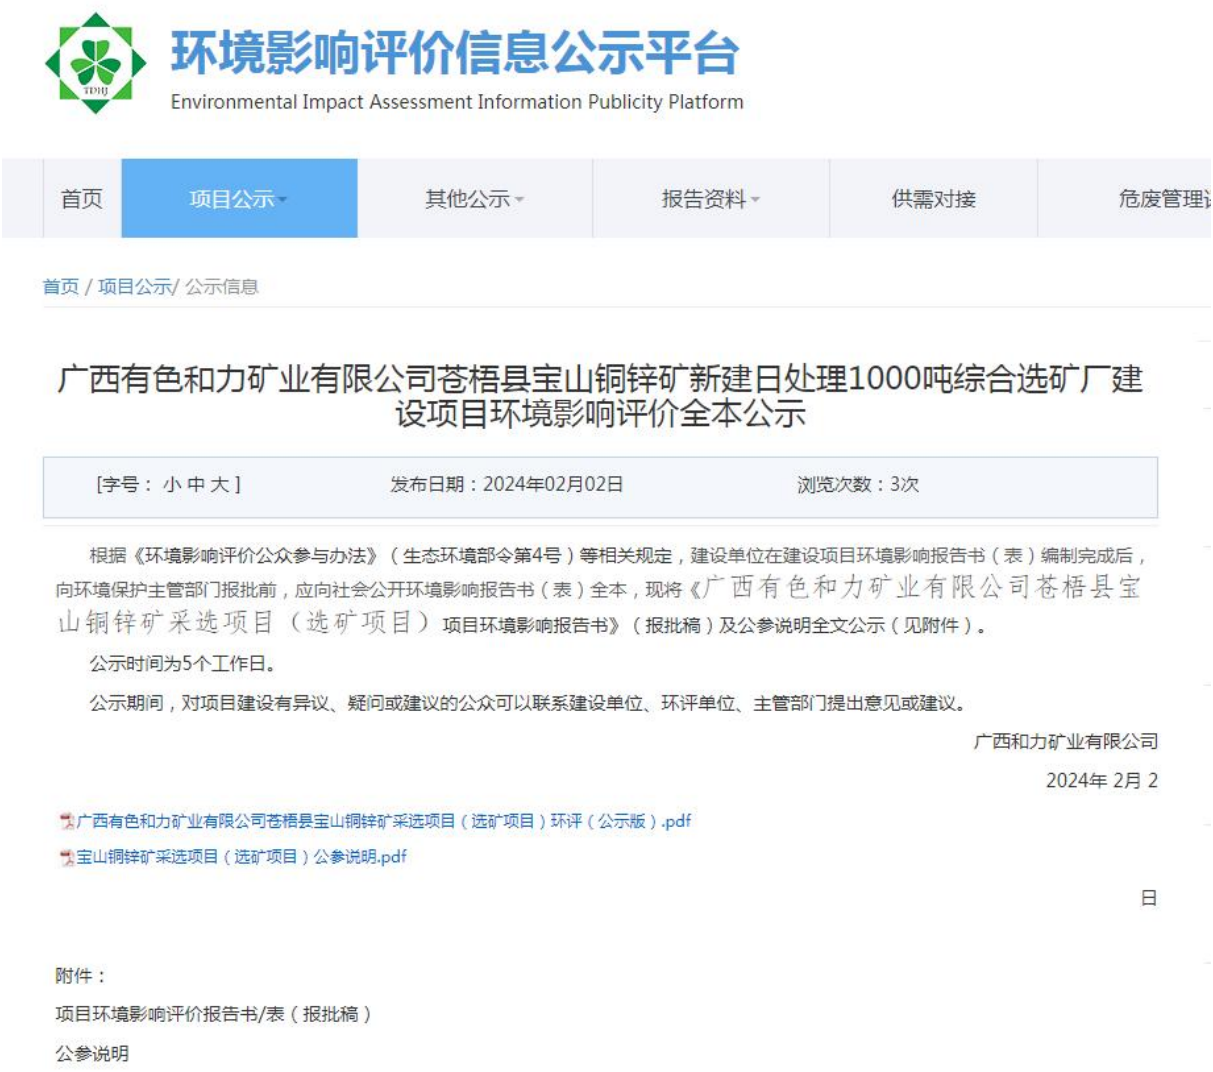 环境影响评价信息公示平台
TDHJ
Environmental Impact Assessment Information Publicity Platform
首页 项目公示 其他公示 报告资料 供需对接 危废管理
首页 / 项目公示/ 公示信息
广西有色和力矿业有限公司苍梧县宝山铜锌矿新建日处理1000吨综合选矿厂建
设项目环境影响评价全本公示
[字号：小 中 大 ] 发布日期：2024年02月02日 浏览次数：3次
根据《环境影响评价公众参与办法》（生态环境部令第4号）等相关规定，建设单位在建设项目环境影响报告书（表）编制完成后，
向环境保护主管部门报批前，应向社会公开环境影响报告书（表）全本，现将《广西有色和力矿业有限公司苍梧县宝
山铜锌矿采选项目（选矿项目）项目环境影响报告书》（报批稿）及公参说明全文公示（见附件）。
公示时间为5个工作日。
公示期间，对项目建设有异议、疑问或建议的公众可以联系建设单位、环评单位、主管部门提出意见或建议。
广西和力矿业有限公司
2024年 2月 2
广西有色和力矿业有限公司苍梧县宝山铜锌矿采选项目（选矿项目）环评（公示版）.pdf
宝山铜锌矿采选项目（选矿项目）公参说明.pdf
日
附件：
项目环境影响评价报告书/表（报批稿）
公参说明